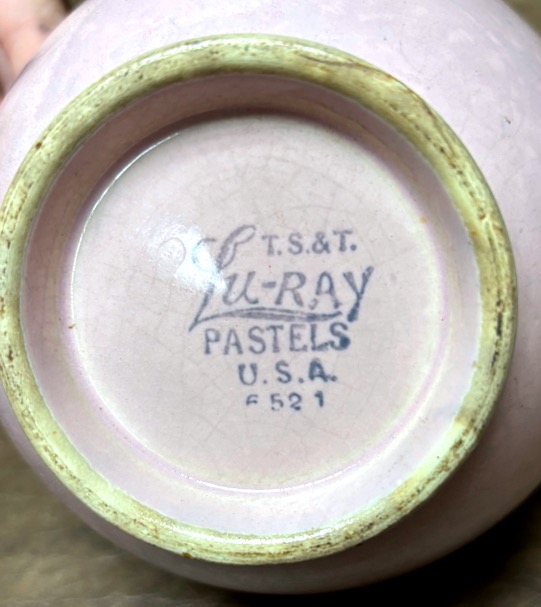 T.S.&T.
Lu-RAY
PASTELS
U.S.A.
6 52 1